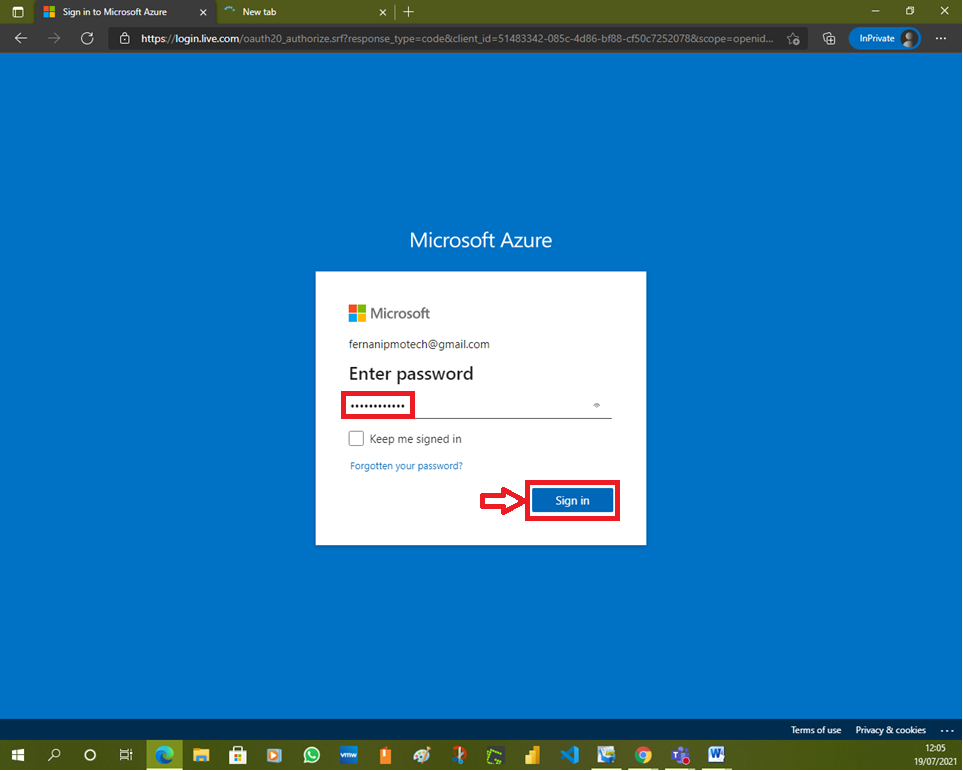 Sign in to Microsoft Azure
New tab
https://login.live.com/oauth20_authorize.srf?response_type=code&client_id=51483342-085c-4d86-bf88-cf50c7252078&scope=openid...
InPrivate
Microsoft Azure
Microsoft
fernanipmotech@gmail.com
Enter password
••••••••••••
Keep me signed in
Forgotten your password?
Sign in
Terms of use Privacy & cookies ...
vmw
12:05
19/07/2021